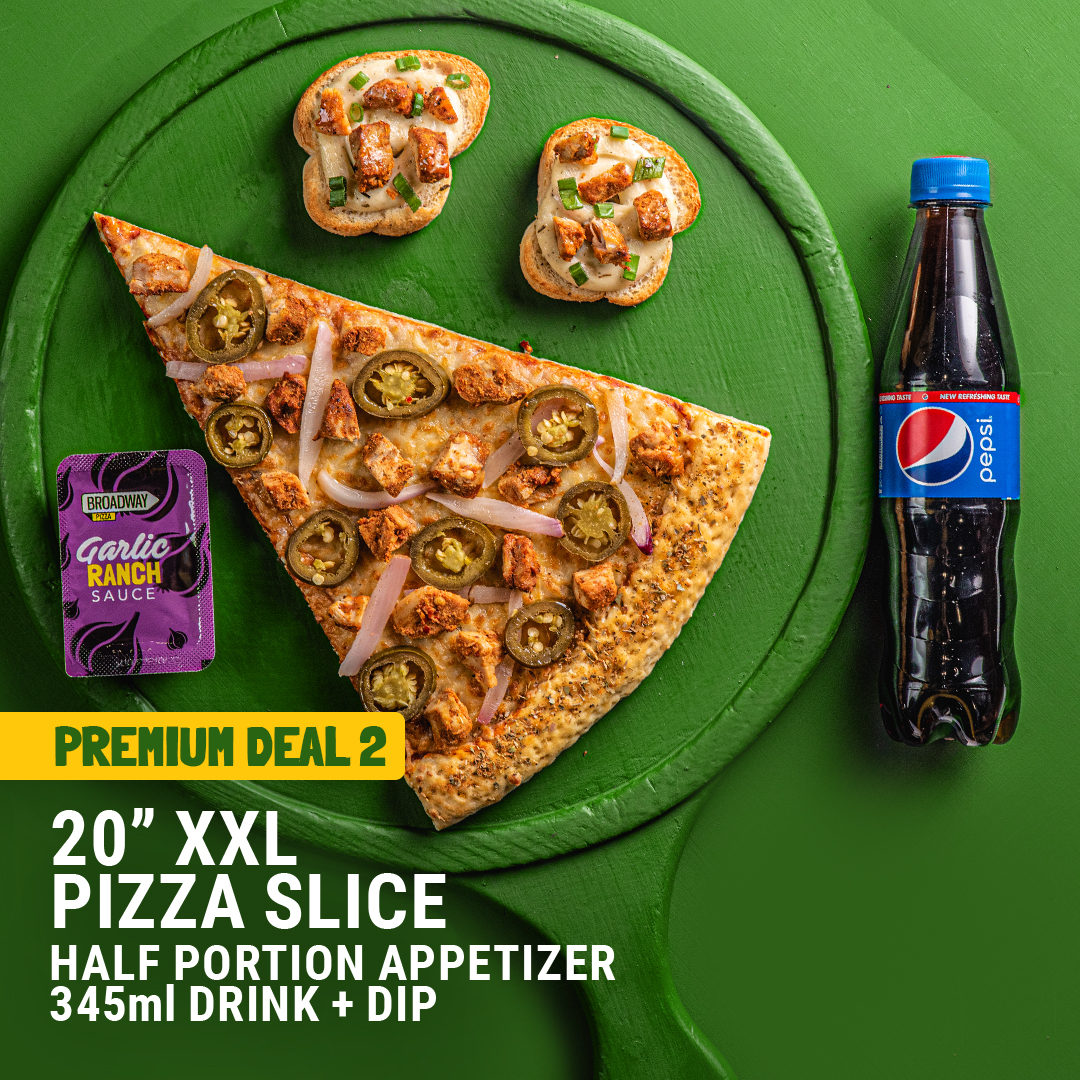 BROADWAY
PIZZA
Garlic
RANCH
SAUCE
NEW REFRESHING TASTE
pepsi
PREMIUM DEAL 2
20” XXL
PIZZA SLICE
HALF PORTION APPETIZER
345ml DRINK + DIP